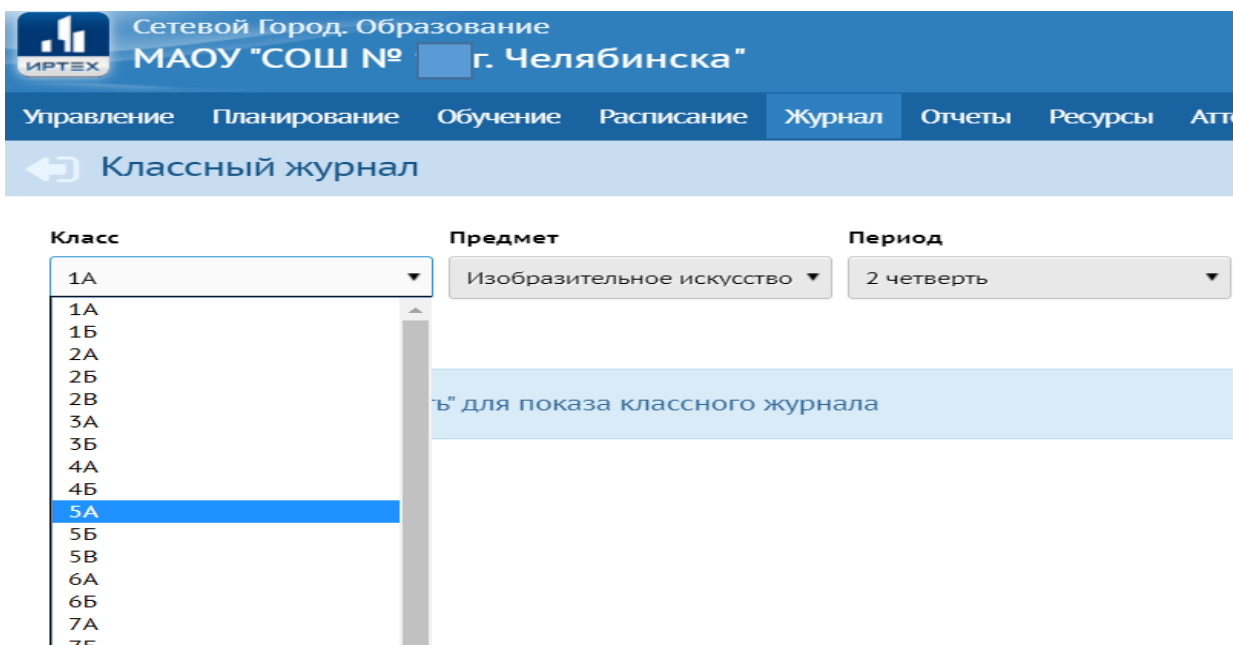 Сетевой Город. Образование
ИРТЕХ
МАОУ "СОШ № г. Челябинска"
Управление Планирование Обучение Расписание Журнал Отчеты Ресурсы
Классный журнал
Класс Предмет Период
1А Изобразительное искусство 2 четверть
1А
1Б
2А
2Б
2В
3А
3Б
4А
4Б
5А
5Б
5В
6А
6Б
7А
для показа классного журнала